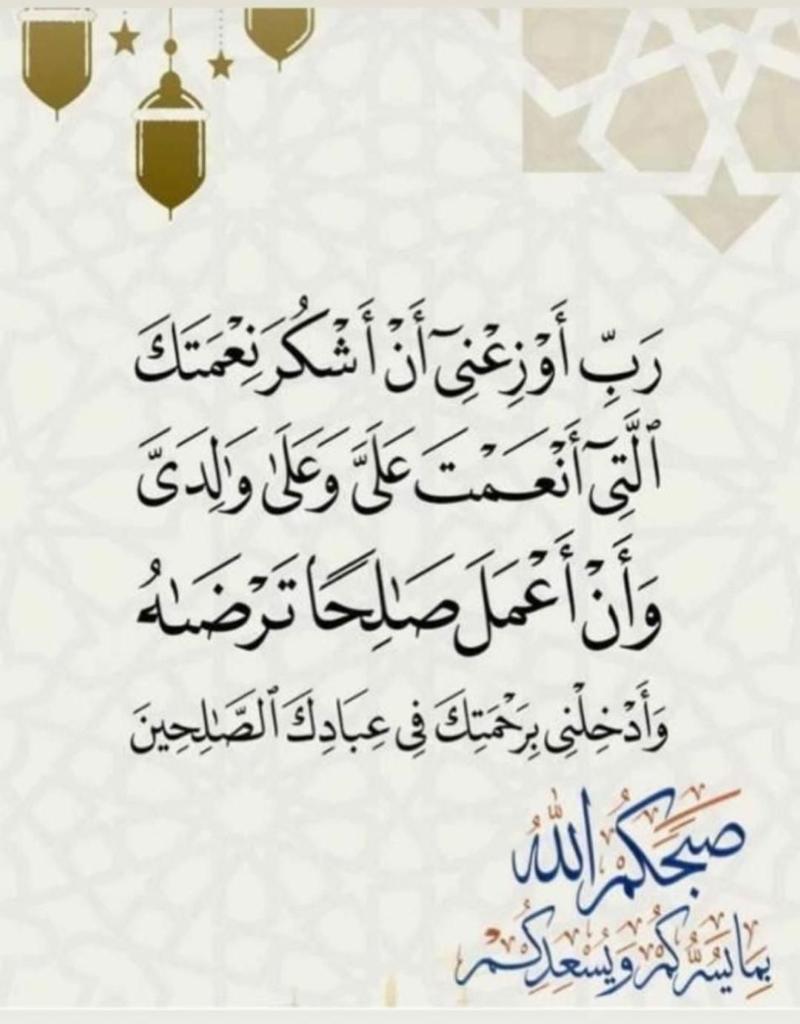 رَبِّ أَوْزِعْنِىٓ أَنْ أَشْكُرَ نِعْمَتَكَ
ٱلَّتِىٓ أَنْعَمْتَ عَلَىَّ وَعَلَىٰ وَٰلِدَىَّ
وَأَنْ أَعْمَلَ صَٰلِحًا تَرْضَىٰهُ
وَأَدْخِلْنِى بِرَحْمَتِكَ فِى عِبَادِكَ ٱلصَّٰلِحِينَ
صبحكم الله
بما يسركم ويسعدكم